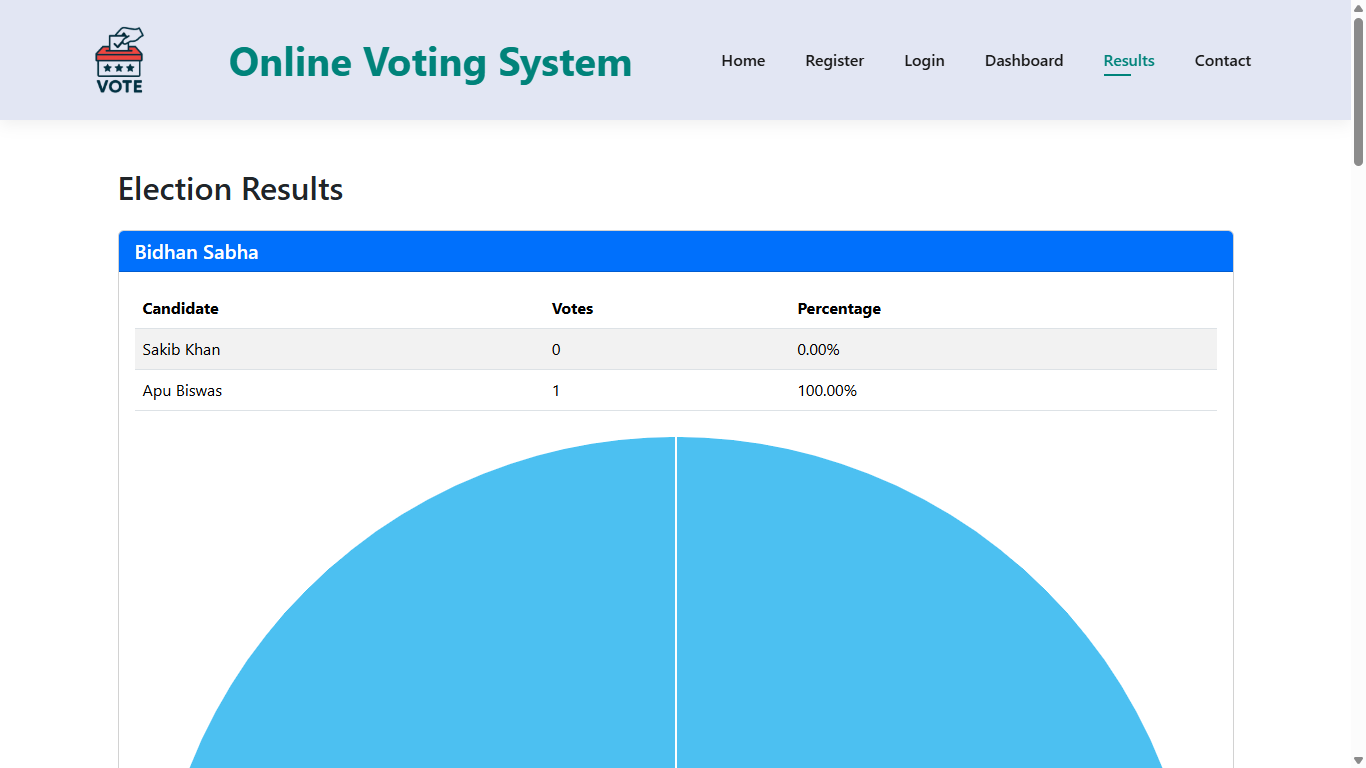 VOTE
Online Voting System
Home Register Login Dashboard Results Contact
Election Results
Bidhan Sabha
Candidate Votes Percentage
Sakib Khan 0 0.00%
Apu Biswas 1 100.00%